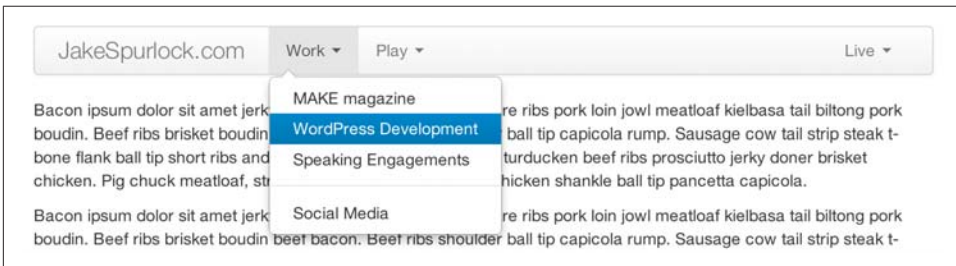 JakeSpurlock.com Work Play Live
MAKE magazine
WordPress Development
Speaking Engagements
Social Media
Bacon ipsum dolor sit amet jerk re ribs pork loin jowl meatloaf kielbasa tail biltong pork
boudin. Beef ribs brisket boudin ball tip capicola rump. Sausage cow tail strip steak t-
bone flank ball tip short ribs and turducken beef ribs prosciutto jerky doner brisket
chicken. Pig chuck meatloaf, str hicken shankle ball tip pancetta capicola.
Bacon ipsum dolor sit amet jerk re ribs pork loin jowl meatloaf kielbasa tail biltong pork
boudin. Beef ribs brisket boudin beef bacon. Beef ribs shoulder ball tip capicola rump. Sausage cow tail strip steak t-